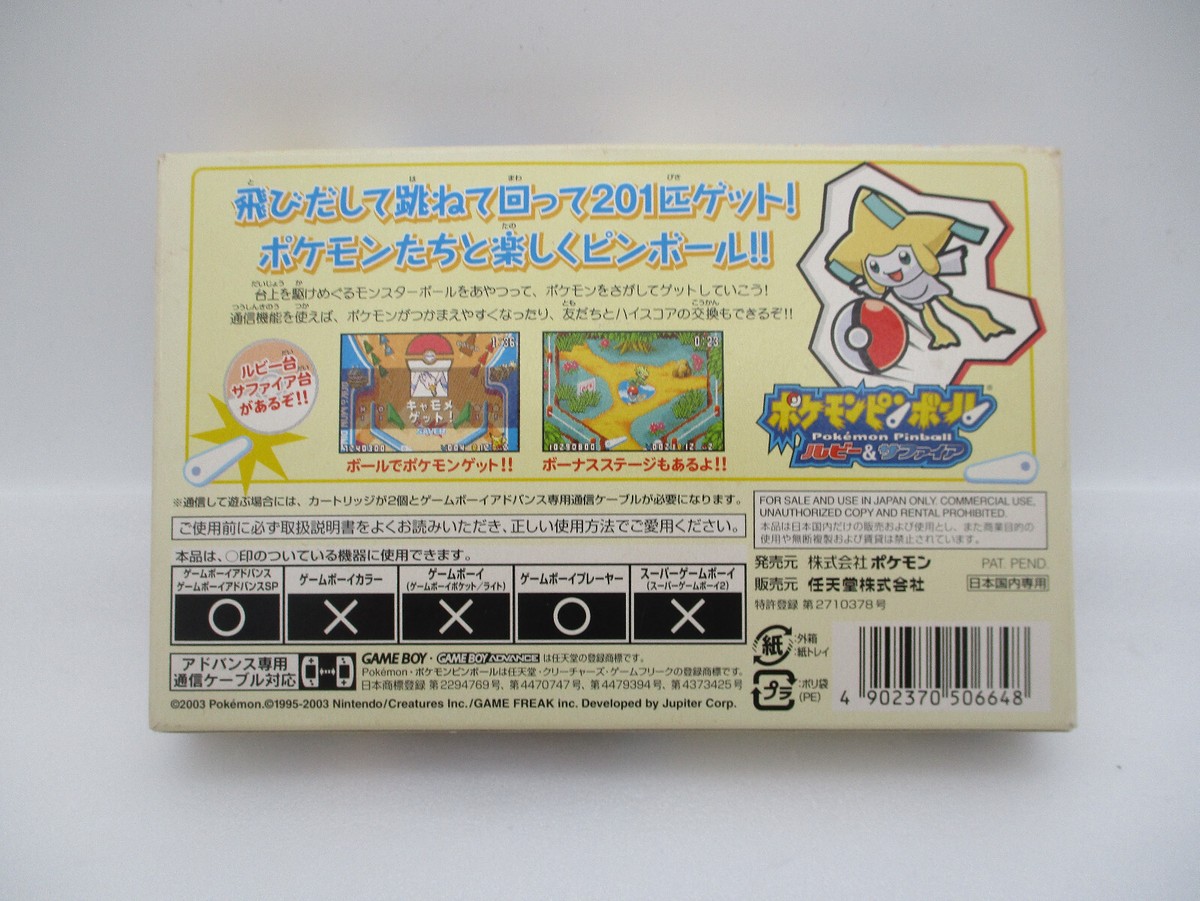 飛びだして跳ねて回って201匹ゲット!
ポケモンたちと楽しくピンボール!!
台上を駆けめぐるモンスターボールをあやつって、ポケモンをさがしてゲットしていこう!
通信機能を使えば、ポケモンがつかまえやすくなったり、友だちとハイスコアの交換もできるぞ!!
ルビー台
サファイア台
があるぞ!!
1:36
キャモメ
ゲット!
0:23
ボールでポケモンゲット!!
ボーナスステージもあるよ!!
ポケモンピンボール
Pokémon Pinball
ルビー&サファイア
※通信して遊ぶ場合には、カートリッジが2個とゲームボーイアドバンス専用通信ケーブルが必要になります。
ご使用前に必ず取扱説明書をよくお読みいただき、正しい使用方法でご愛用ください。
本品は、○印のついている機器に使用できます。
ゲームボーイアドバンス
ゲームボーイアドバンスSP
ゲームボーイカラー
ゲームボーイ
(ゲームボーイポケット/ライト)
ゲームボーイプレーヤー
スーパーゲームボーイ
(スーパーゲームボーイ2)
○ × × ○ ×
アドバンス専用
通信ケーブル対応
GAME BOY・GAME BOY ADVANCE は任天堂の登録商標です。
Pokémon・ポケモンピンボールは任天堂・クリーチャーズ・ゲームフリークの登録商標です。
日本商標登録 第2294769号、第4470747号、第4479394号、第4373425号
©2003 Pokémon.©1995-2003 Nintendo/Creatures Inc./GAME FREAK inc. Developed by Jupiter Corp.
FOR SALE AND USE IN JAPAN ONLY. COMMERCIAL USE,
UNAUTHORIZED COPY AND RENTAL PROHIBITED.
本品は日本国内だけの販売および使用とし、また商業目的の
使用や無断複製および賃貸は禁止されています。
発売元 株式会社ポケモン PAT. PEND.
販売元 任天堂株式会社 日本国内専用
特許登録 第2710378号
紙 :外箱
:紙トレイ
プラ :ポリ袋
(PE)
4 902370 506648